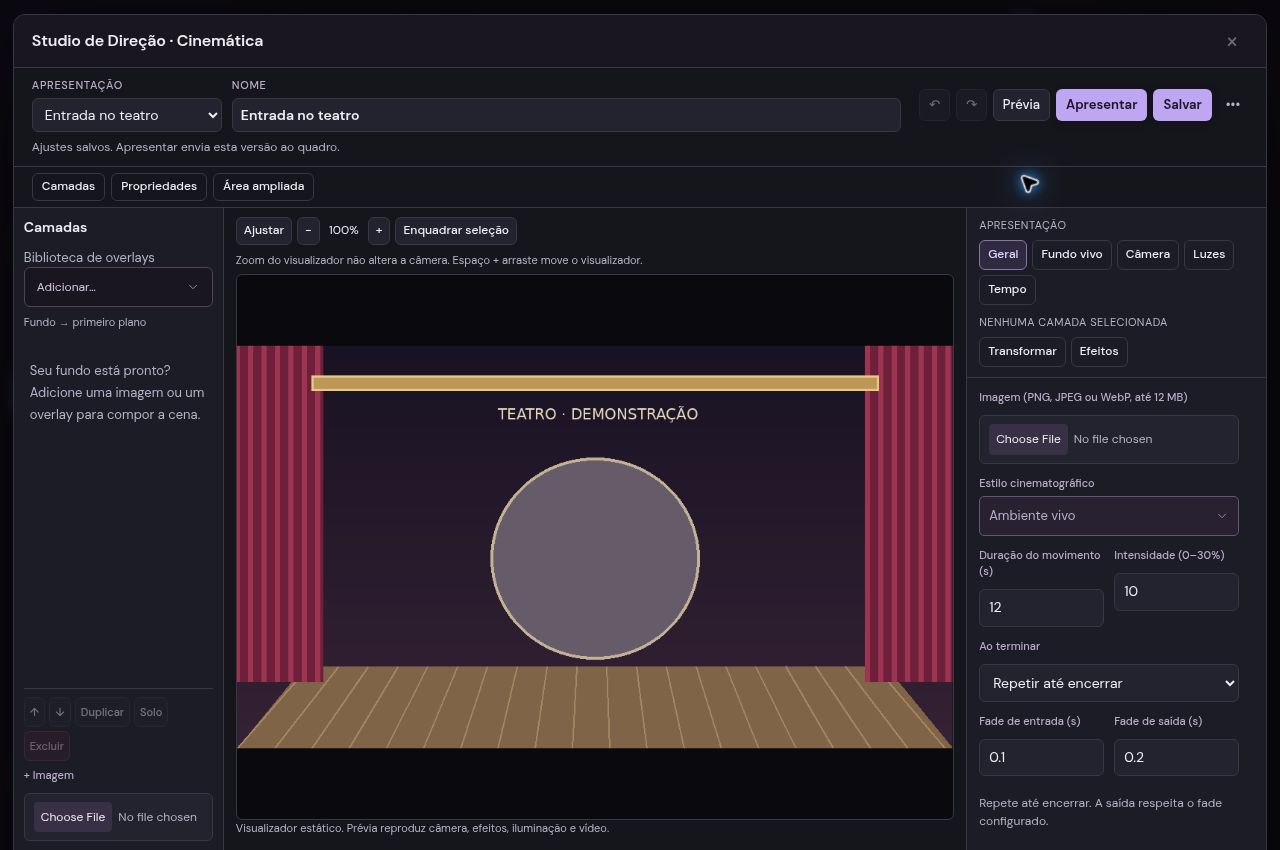 Studio de Direção · Cinemática
×
APRESENTAÇÃO
NOME
Entrada no teatro
Entrada no teatro
↶
↷
Prévia
Apresentar
Salvar
•••
Ajustes salvos. Apresentar envia esta versão ao quadro.
Camadas
Propriedades
Área ampliada
Camadas
Biblioteca de overlays
Adicionar...
Fundo → primeiro plano
Seu fundo está pronto?
Adicione uma imagem ou um
overlay para compor a cena.
↑
↓
Duplicar
Solo
Excluir
+ Imagem
Choose File
No file chosen
Ajustar
−
100%
+
Enquadrar seleção
Zoom do visualizador não altera a câmera. Espaço + arraste move o visualizador.
TEATRO · DEMONSTRAÇÃO
Visualizador estático. Prévia reproduz câmera, efeitos, iluminação e vídeo.
APRESENTAÇÃO
Geral
Fundo vivo
Câmera
Luzes
Tempo
NENHUMA CAMADA SELECIONADA
Transformar
Efeitos
Imagem (PNG, JPEG ou WebP, até 12 MB)
Choose File
No file chosen
Estilo cinematográfico
Ambiente vivo
Duração do movimento
(s)
12
Intensidade (0–30%)
10
Ao terminar
Repetir até encerrar
Fade de entrada (s)
Fade de saída (s)
0.1
0.2
Repete até encerrar. A saída respeita o fade
configurado.